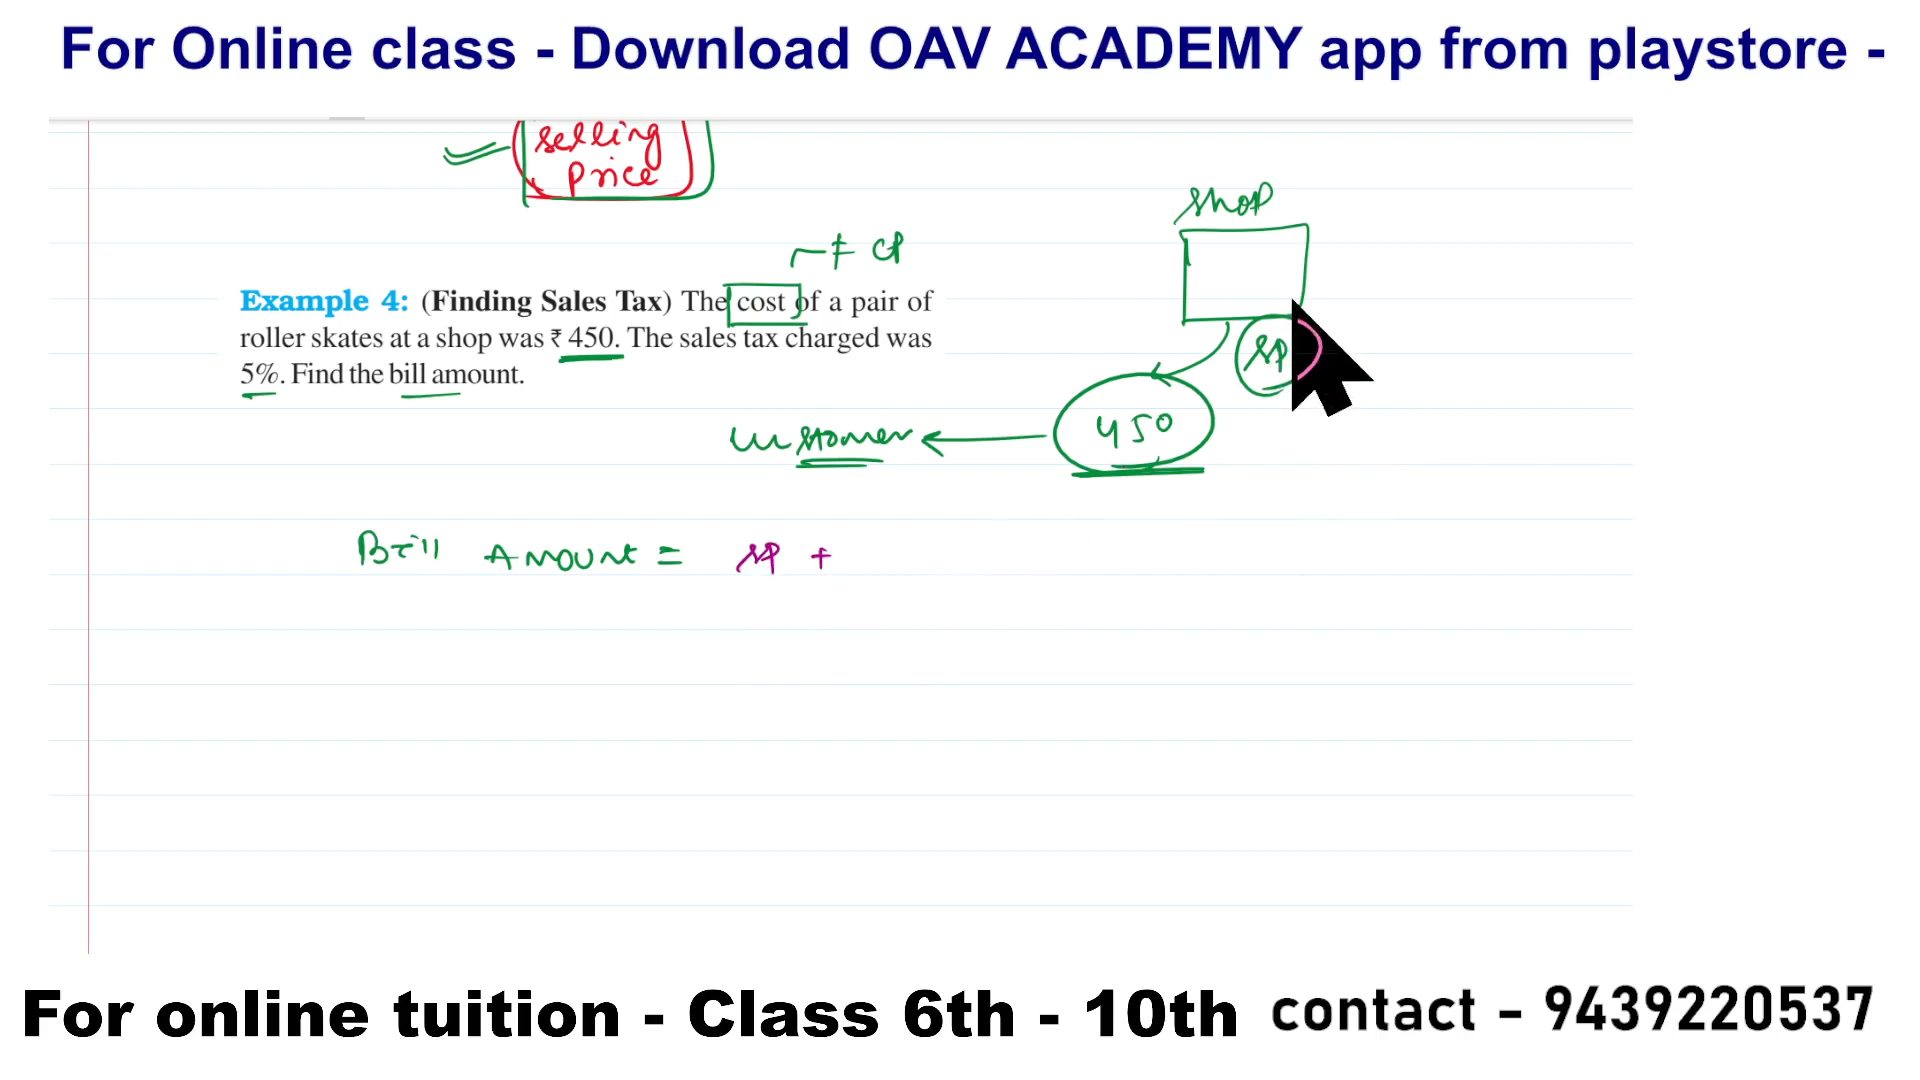 For Online class - Download OAV ACADEMY app from playstore -
selling
Price
shop
≠ CP
Example 4: (Finding Sales Tax) The cost of a pair of
roller skates at a shop was ₹ 450. The sales tax charged was
5%. Find the bill amount.
SP
450
customer
Bill Amount = SP +
For online tuition - Class 6th - 10th contact - 9439220537